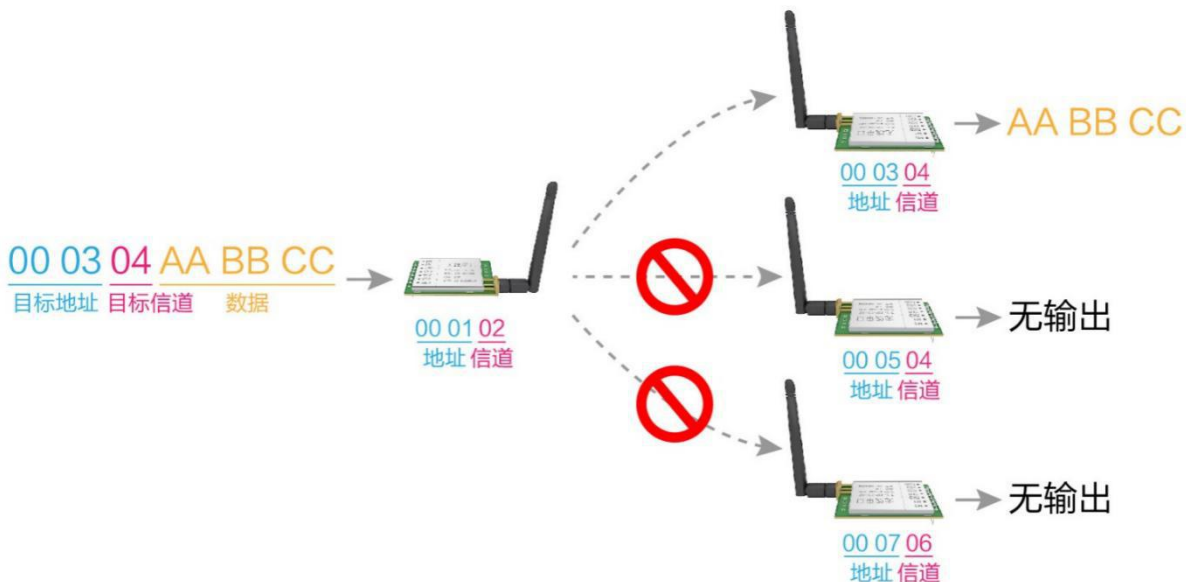 AA BB CC
00 03 04
地址 信道
00 03 04 AA BB CC
目标地址 目标信道 数据
00 01 02
地址 信道
无输出
00 05 04
地址 信道
无输出
00 07 06
地址 信道